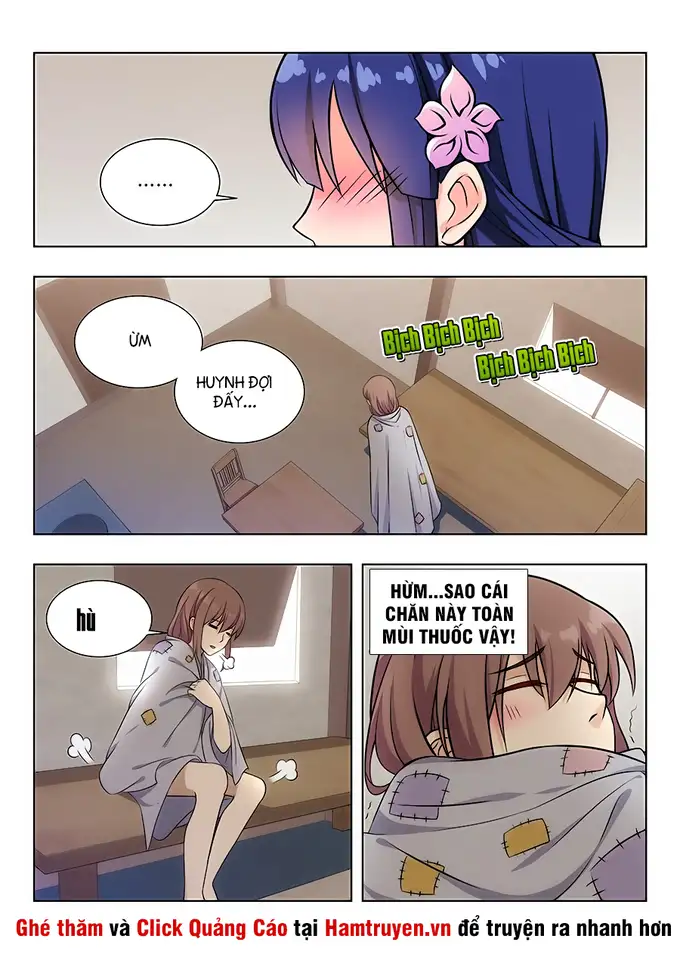 ......
ỪM
HUYNH ĐỢI
ĐẤY...
Bịch Bịch Bịch
Bịch Bịch Bịch
hù
HỪM...SAO CÁI
CHĂN NÀY TOÀN
MÙI THUỐC VẬY!
Ghé thăm và Click Quảng Cáo tại Hamtruyen.vn để truyện ra nhanh hơn